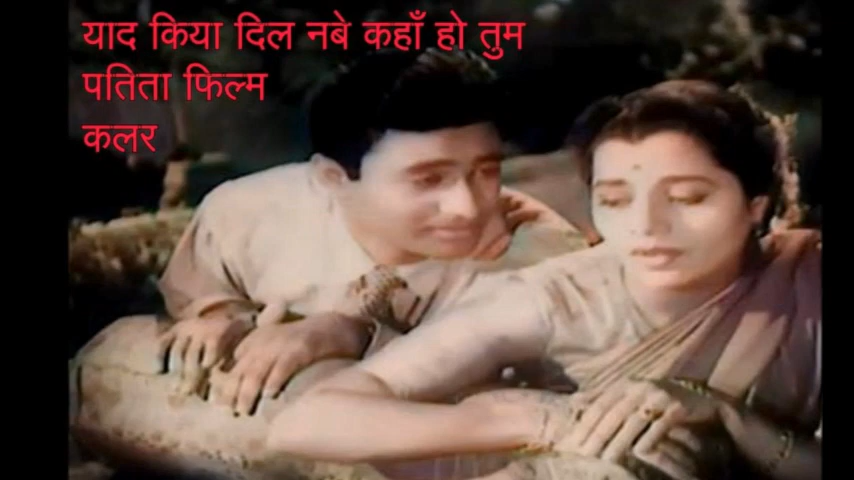 याद किया दिल नबे कहाँ हो तुम
पतिता फिल्म
कलर